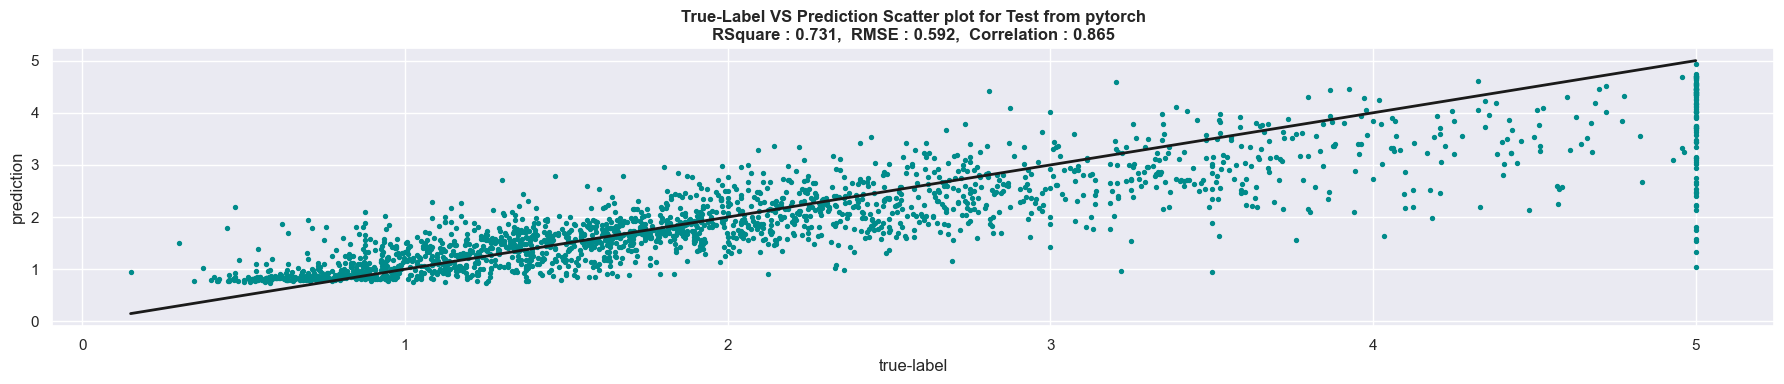 True-Label VS Prediction Scatter plot for Test from pytorch
RSquare : 0.731,  RMSE : 0.592,  Correlation : 0.865
prediction
5
4
3
2
1
0
0 1 2 3 4 5
true-label